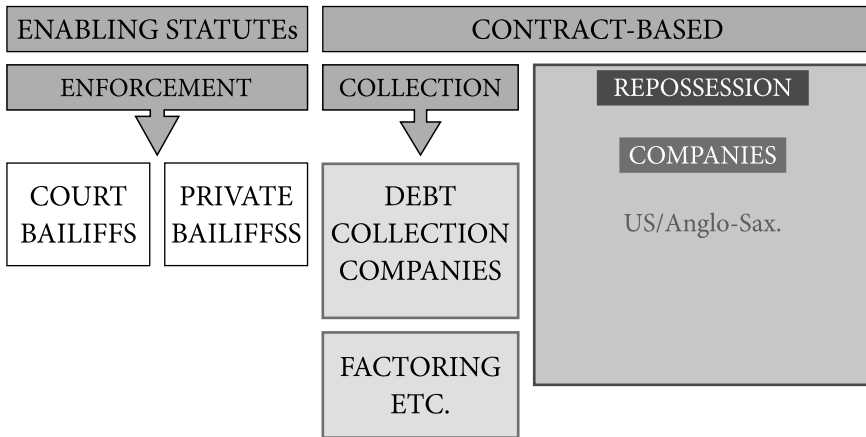 ENABLING STATUTEs
CONTRACT-BASED
ENFORCEMENT
COLLECTION
REPOSSESSION
COMPANIES
US/Anglo-Sax.
COURT
BAILIFFS
PRIVATE
BAILIFFSS
DEBT
COLLECTION
COMPANIES
FACTORING
ETC.